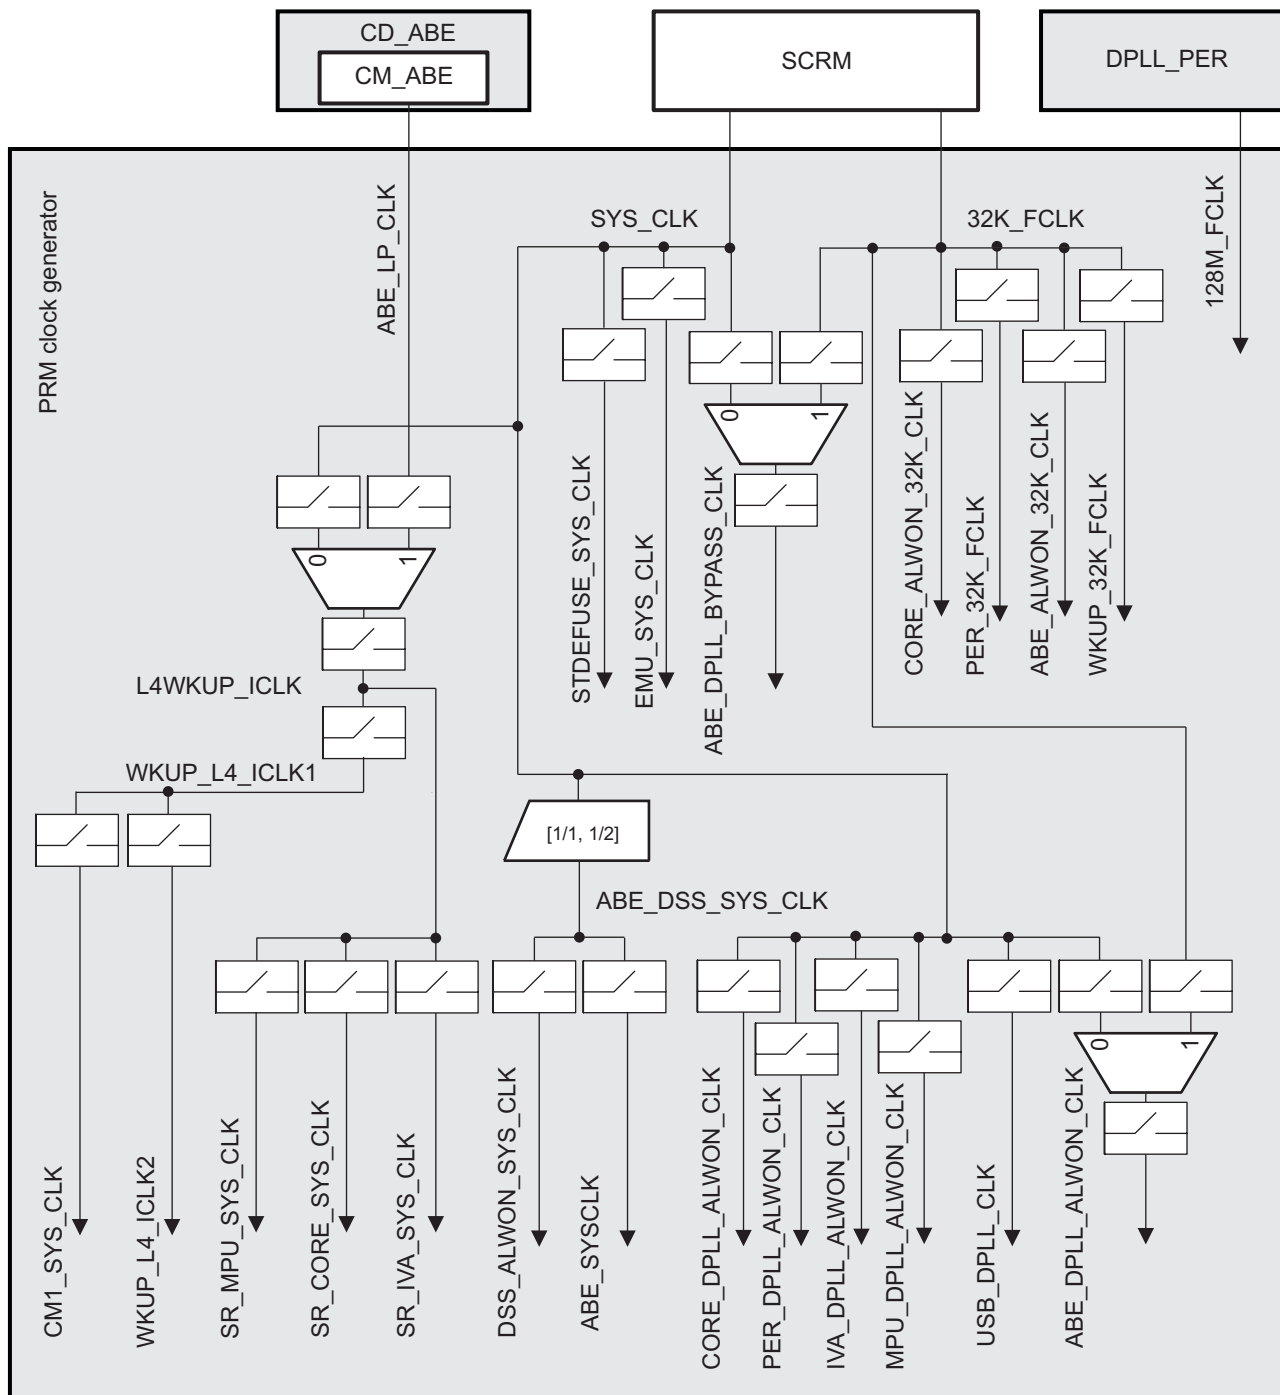 CD_ABE
CM_ABE
SCRM
DPLL_PER
PRM clock generator
ABE_LP_CLK
SYS_CLK
32K_FCLK
128M_FCLK
0
1
STDEFUSE_SYS_CLK
EMU_SYS_CLK
ABE_DPLL_BYPASS_CLK
CORE_ALWON_32K_CLK
PER_32K_FCLK
ABE_ALWON_32K_CLK
WKUP_32K_FCLK
0
1
L4WKUP_ICLK
WKUP_L4_ICLK1
[1/1, 1/2]
ABE_DSS_SYS_CLK
0
1
CM1_SYS_CLK
WKUP_L4_ICLK2
SR_MPU_SYS_CLK
SR_CORE_SYS_CLK
SR_IVA_SYS_CLK
DSS_ALWON_SYS_CLK
ABE_SYSCLK
CORE_DPLL_ALWON_CLK
PER_DPLL_ALWON_CLK
IVA_DPLL_ALWON_CLK
MPU_DPLL_ALWON_CLK
USB_DPLL_CLK
ABE_DPLL_ALWON_CLK